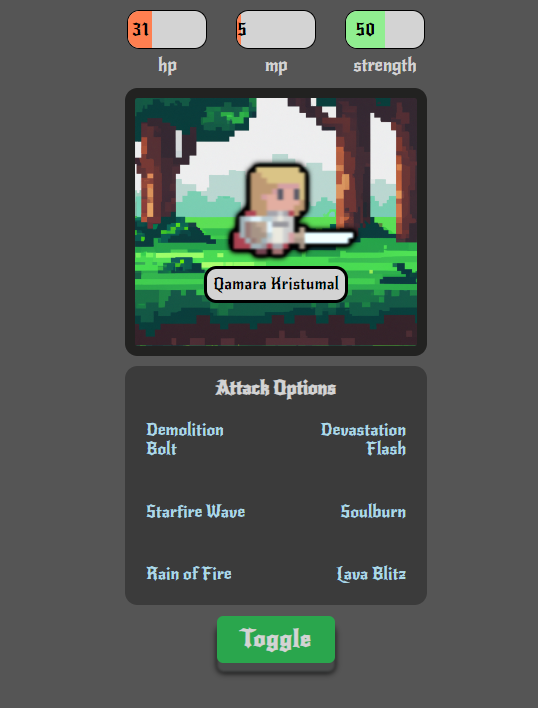 31 5 50
hp mp strength
Qamara Kristumal
Attack Options
Demolition Devastation
Bolt Flash
Starfire Wave Soulburn
Rain of Fire Lava Blitz
Toggle